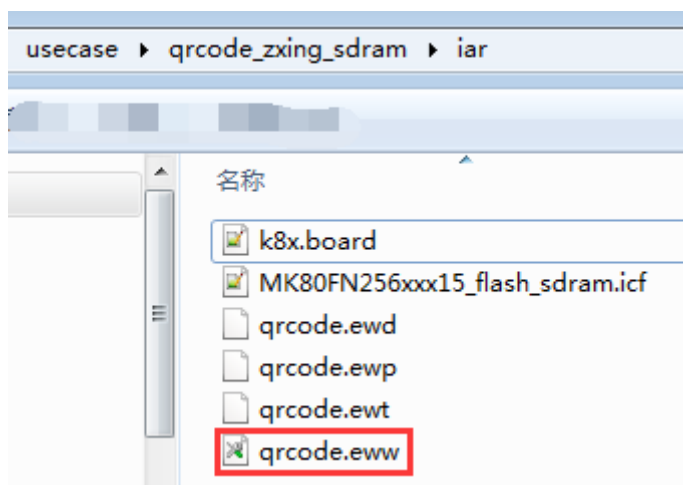 usecase ▸ qrcode_zxing_sdram ▸ iar
名称
k8x.board
MK80FN256xxx15_flash_sdram.icf
qrcode.ewd
qrcode.ewp
qrcode.ewt
qrcode.eww